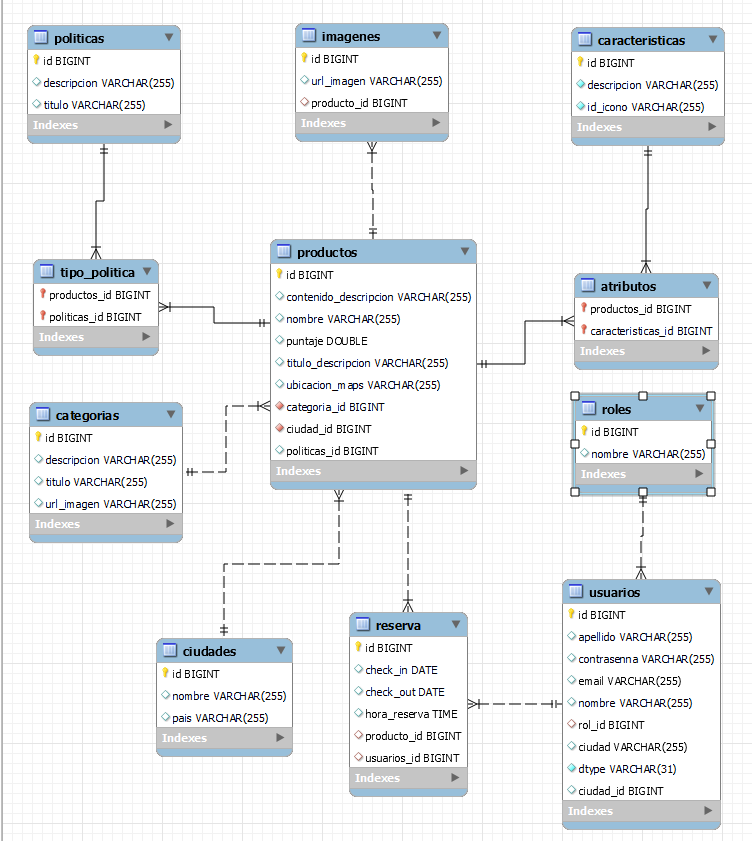 politicas
id BIGINT
descripcion VARCHAR(255)
titulo VARCHAR(255)
Indexes
imagenes
id BIGINT
url_imagen VARCHAR(255)
producto_id BIGINT
Indexes
caracteristicas
id BIGINT
descripcion VARCHAR(255)
id_icono VARCHAR(255)
Indexes
tipo_politica
productos_id BIGINT
politicas_id BIGINT
Indexes
productos
id BIGINT
contenido_descripcion VARCHAR(255)
nombre VARCHAR(255)
puntaje DOUBLE
titulo_descripcion VARCHAR(255)
ubicacion_maps VARCHAR(255)
categoria_id BIGINT
ciudad_id BIGINT
politicas_id BIGINT
Indexes
atributos
productos_id BIGINT
caracteristicas_id BIGINT
Indexes
categorias
id BIGINT
descripcion VARCHAR(255)
titulo VARCHAR(255)
url_imagen VARCHAR(255)
Indexes
roles
id BIGINT
nombre VARCHAR(255)
Indexes
ciudades
id BIGINT
nombre VARCHAR(255)
pais VARCHAR(255)
Indexes
reserva
id BIGINT
check_in DATE
check_out DATE
hora_reserva TIME
producto_id BIGINT
usuarios_id BIGINT
Indexes
usuarios
id BIGINT
apellido VARCHAR(255)
contrasenna VARCHAR(255)
email VARCHAR(255)
nombre VARCHAR(255)
rol_id BIGINT
ciudad VARCHAR(255)
dtype VARCHAR(31)
ciudad_id BIGINT
Indexes